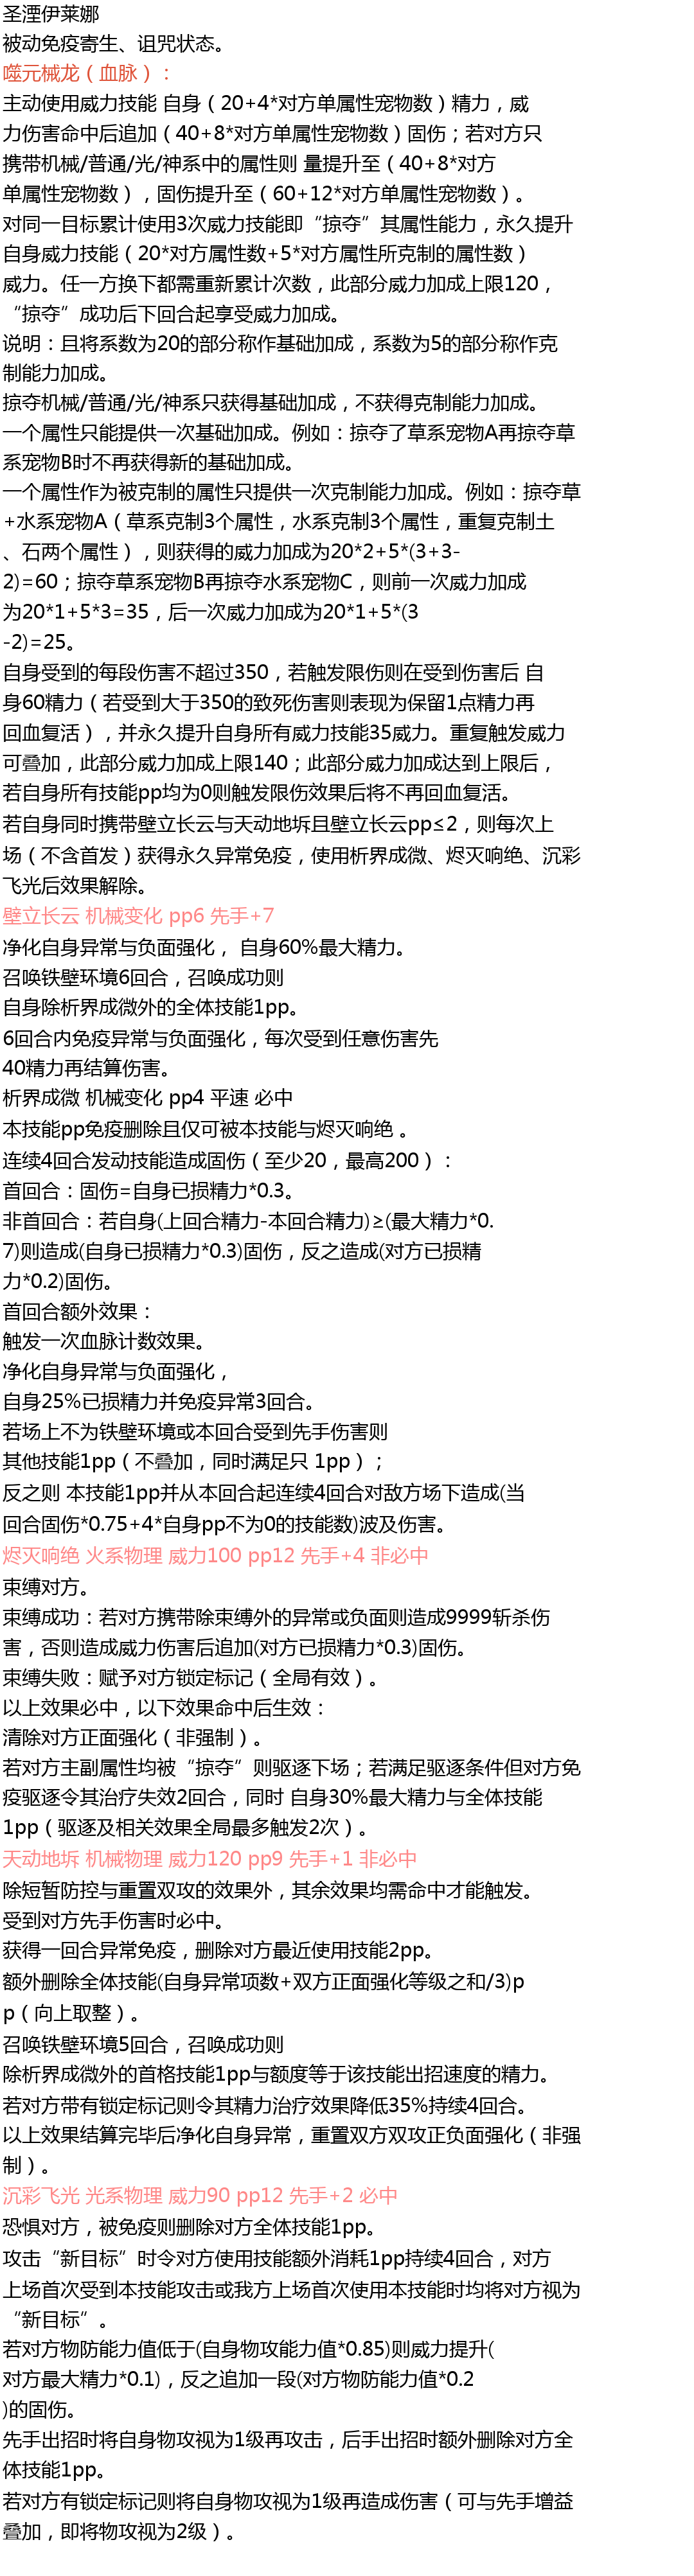 圣湮伊莱娜
被动免疫寄生、诅咒状态。
噬元械龙（血脉）：
主动使用威力技能 自身（20+4*对方单属性宠物数）精力，威
力伤害命中后追加（40+8*对方单属性宠物数）固伤；若对方只
携带机械/普通/光/神系中的属性则 量提升至（40+8*对方
单属性宠物数），固伤提升至（60+12*对方单属性宠物数）。
对同一目标累计使用3次威力技能即“掠夺”其属性能力，永久提升
自身威力技能（20*对方属性数+5*对方属性所克制的属性数）
威力。任一方换下都需重新累计次数，此部分威力加成上限120，
“掠夺”成功后下回合起享受威力加成。
说明：且将系数为20的部分称作基础加成，系数为5的部分称作克
制能力加成。
掠夺机械/普通/光/神系只获得基础加成，不获得克制能力加成。
一个属性只能提供一次基础加成。例如：掠夺了草系宠物A再掠夺草
系宠物B时不再获得新的基础加成。
一个属性作为被克制的属性只提供一次克制能力加成。例如：掠夺草
+水系宠物A（草系克制3个属性，水系克制3个属性，重复克制土
、石两个属性），则获得的威力加成为20*2+5*(3+3-
2)=60；掠夺草系宠物B再掠夺水系宠物C，则前一次威力加成
为20*1+5*3=35，后一次威力加成为20*1+5*(3
-2)=25。
自身受到的每段伤害不超过350，若触发限伤则在受到伤害后 自
身60精力（若受到大于350的致死伤害则表现为保留1点精力再
回血复活），并永久提升自身所有威力技能35威力。重复触发威力
可叠加，此部分威力加成上限140；此部分威力加成达到上限后，
若自身所有技能pp均为0则触发限伤效果后将不再回血复活。
若自身同时携带壁立长云与天动地坼且壁立长云pp≤2，则每次上
场（不含首发）获得永久异常免疫，使用析界成微、烬灭响绝、沉彩
飞光后效果解除。
壁立长云 机械变化 pp6 先手+7
净化自身异常与负面强化， 自身60%最大精力。
召唤铁壁环境6回合，召唤成功则
自身除析界成微外的全体技能1pp。
6回合内免疫异常与负面强化，每次受到任意伤害先
40精力再结算伤害。
析界成微 机械变化 pp4 平速 必中
本技能pp免疫删除且仅可被本技能与烬灭响绝 。
连续4回合发动技能造成固伤（至少20，最高200）：
首回合：固伤=自身已损精力*0.3。
非首回合：若自身(上回合精力-本回合精力)≥(最大精力*0.
7)则造成(自身已损精力*0.3)固伤，反之造成(对方已损精
力*0.2)固伤。
首回合额外效果：
触发一次血脉计数效果。
净化自身异常与负面强化，
自身25%已损精力并免疫异常3回合。
若场上不为铁壁环境或本回合受到先手伤害则
其他技能1pp（不叠加，同时满足只 1pp）；
反之则 本技能1pp并从本回合起连续4回合对敌方场下造成(当
回合固伤*0.75+4*自身pp不为0的技能数)波及伤害。
烬灭响绝 火系物理 威力100 pp12 先手+4 非必中
束缚对方。
束缚成功：若对方携带除束缚外的异常或负面则造成9999斩杀伤
害，否则造成威力伤害后追加(对方已损精力*0.3)固伤。
束缚失败：赋予对方锁定标记（全局有效）。
以上效果必中，以下效果命中后生效：
清除对方正面强化（非强制）。
若对方主副属性均被“掠夺”则驱逐下场；若满足驱逐条件但对方免
疫驱逐令其治疗失效2回合，同时 自身30%最大精力与全体技能
1pp（驱逐及相关效果全局最多触发2次）。
天动地坼 机械物理 威力120 pp9 先手+1 非必中
除短暂防控与重置双攻的效果外，其余效果均需命中才能触发。
受到对方先手伤害时必中。
获得一回合异常免疫，删除对方最近使用技能2pp。
额外删除全体技能(自身异常项数+双方正面强化等级之和/3)p
p（向上取整）。
召唤铁壁环境5回合，召唤成功则
除析界成微外的首格技能1pp与额度等于该技能出招速度的精力。
若对方带有锁定标记则令其精力治疗效果降低35%持续4回合。
以上效果结算完毕后净化自身异常，重置双方双攻正负面强化（非强
制）。
沉彩飞光 光系物理 威力90 pp12 先手+2 必中
恐惧对方，被免疫则删除对方全体技能1pp。
攻击“新目标”时令对方使用技能额外消耗1pp持续4回合，对方
上场首次受到本技能攻击或我方上场首次使用本技能时均将对方视为
“新目标”。
若对方物防能力值低于(自身物攻能力值*0.85)则威力提升(
对方最大精力*0.1)，反之追加一段(对方物防能力值*0.2
)的固伤。
先手出招时将自身物攻视为1级再攻击，后手出招时额外删除对方全
体技能1pp。
若对方有锁定标记则将自身物攻视为1级再造成伤害（可与先手增益
叠加，即将物攻视为2级）。